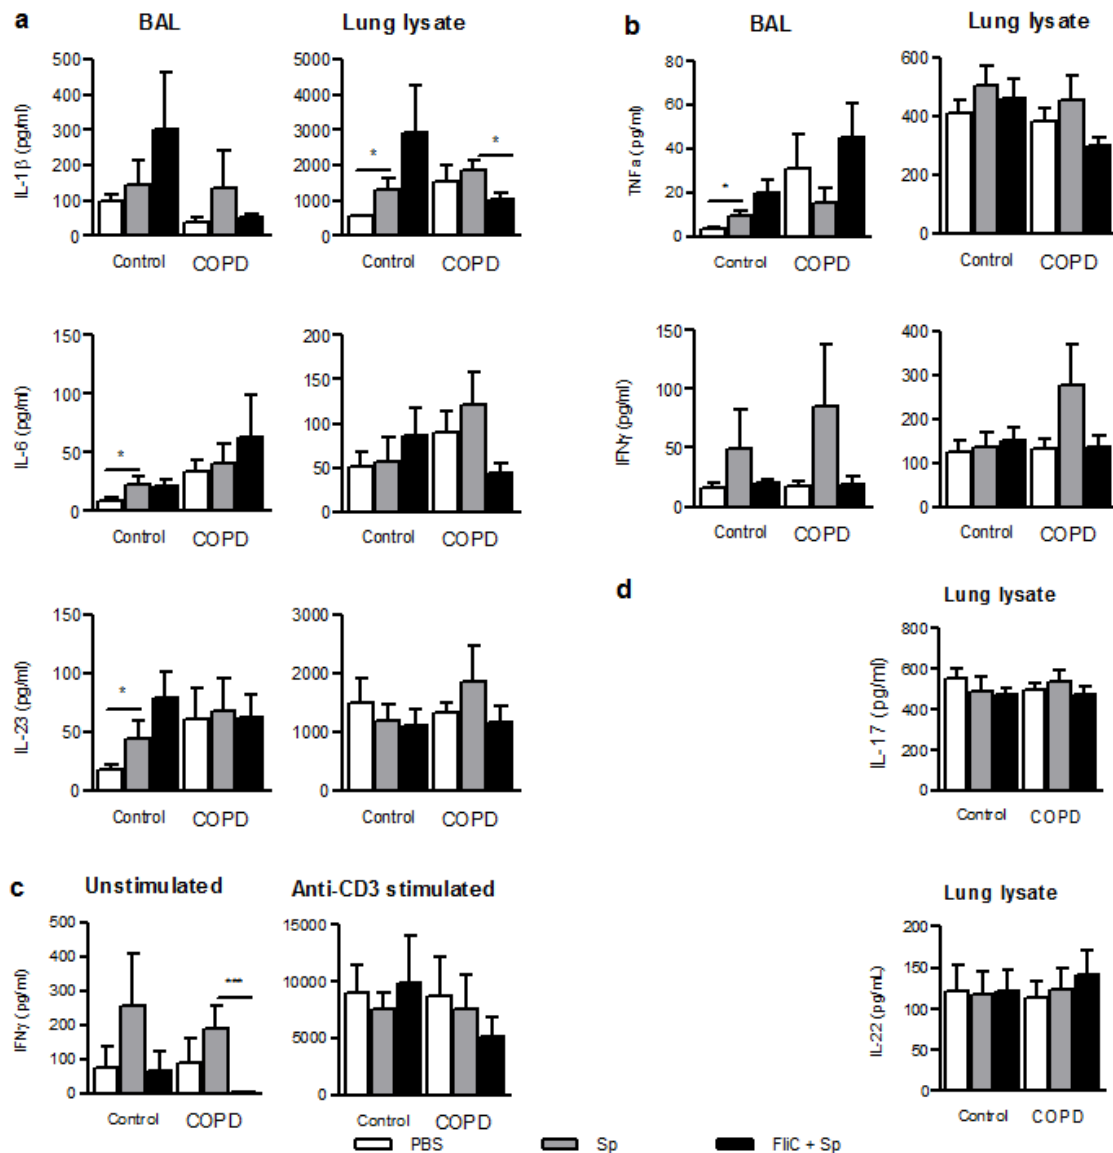 a
BAL
Lung lysate
b
BAL
Lung lysate
IL-1β (pg/ml)
500
400
300
200
100
0
Control
COPD
5000
4000
3000
2000
1000
0
*
*
Control
COPD
TNFa (pg/ml)
80
60
40
20
0
*
Control
COPD
600
400
200
0
Control
COPD
IL-6 (pg/ml)
150
100
50
0
*
Control
COPD
200
150
100
50
0
Control
COPD
IFNγ (pg/ml)
150
100
50
0
Control
COPD
400
300
200
100
0
Control
COPD
IL-23 (pg/ml)
150
100
50
0
*
Control
COPD
3000
2000
1000
0
Control
COPD
d
Lung lysate
IL-17 (pg/ml)
800
600
400
200
0
Control
COPD
c
Unstimulated
Anti-CD3 stimulated
IFNγ (pg/ml)
500
400
300
200
100
0
***
Control
COPD
15000
10000
5000
0
Control
COPD
Lung lysate
IL-22 (pg/mL)
200
150
100
50
0
Control
COPD
PBS
Sp
FliC + Sp